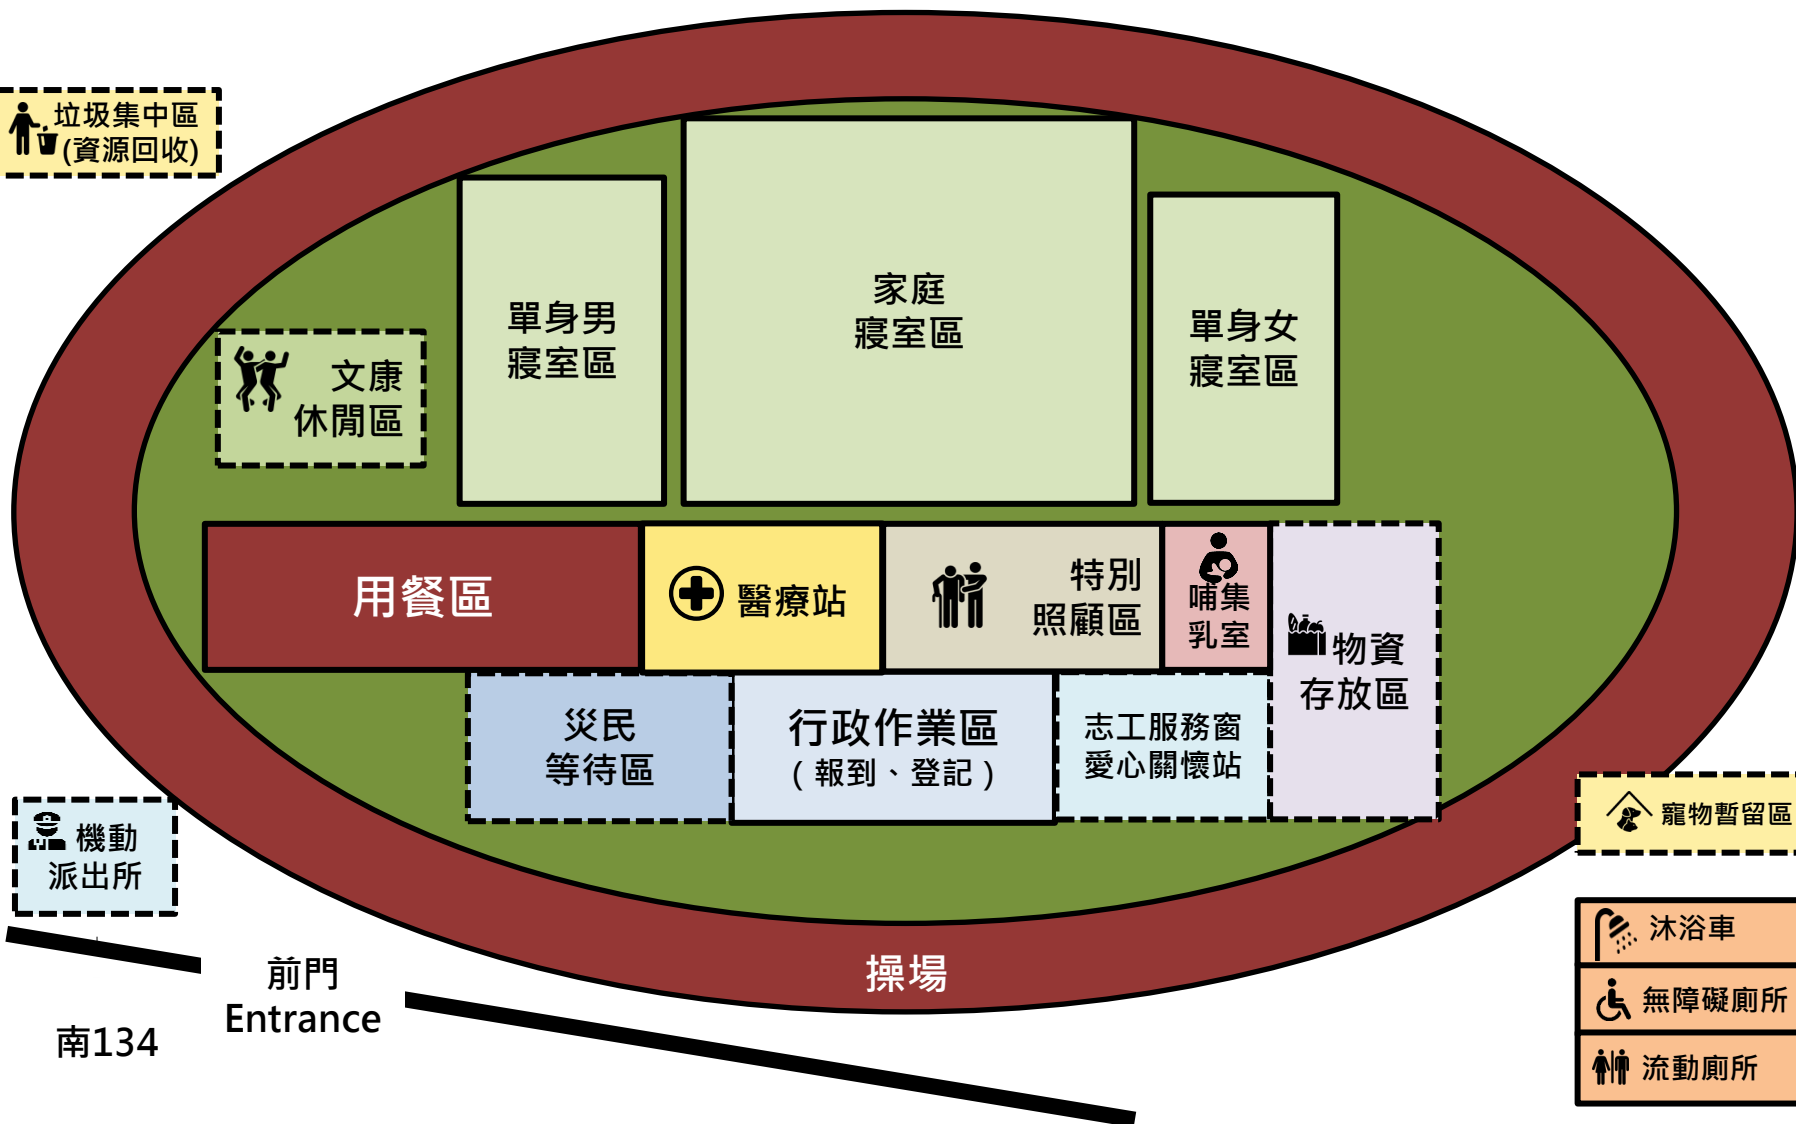 垃圾集中區
(資源回收)
家庭
寢室區
單身男
寢室區
單身女
寢室區
文康
休閒區
用餐區
醫療站
特別
照顧區
哺集
乳室
物資
存放區
災民
等待區
行政作業區
(報到、登記)
志工服務窗
愛心關懷站
機動
派出所
寵物暫留區
沐浴車
無障礙廁所
流動廁所
操場
前門
Entrance
南134